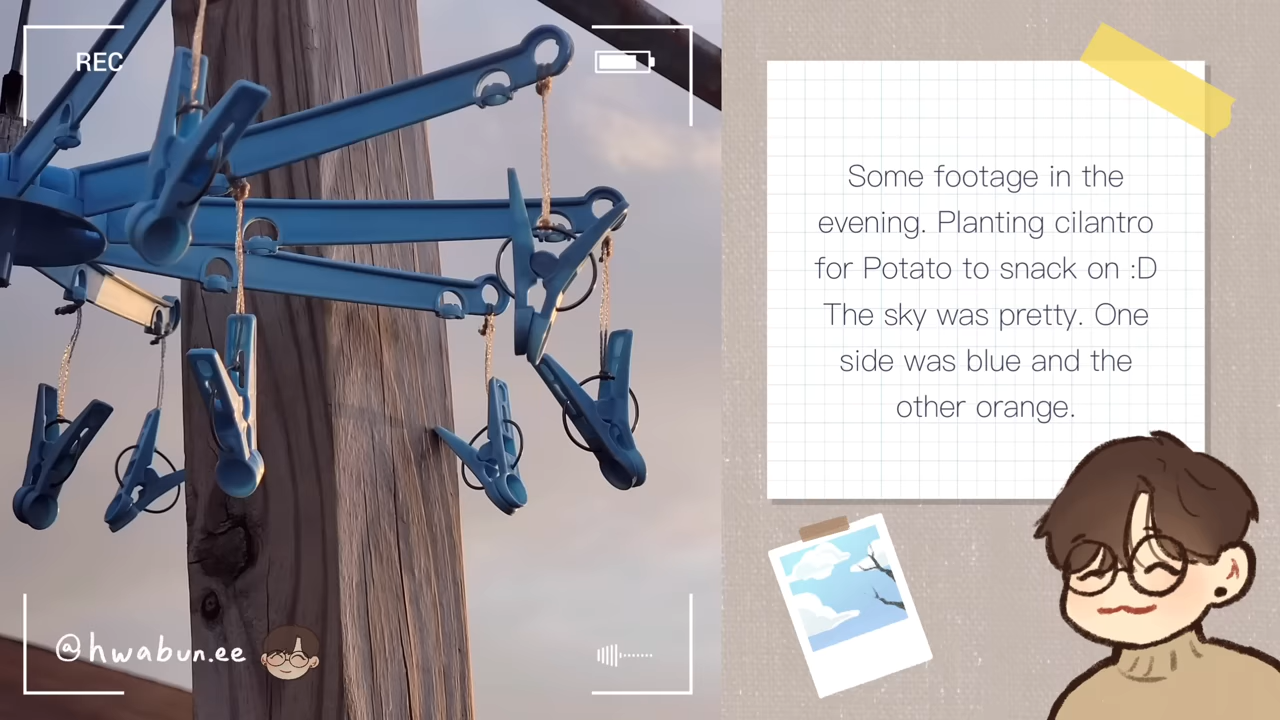 REC
@hwabun.ee
Some footage in the
evening. Planting cilantro
for Potato to snack on :D
The sky was pretty. One
side was blue and the
other orange.